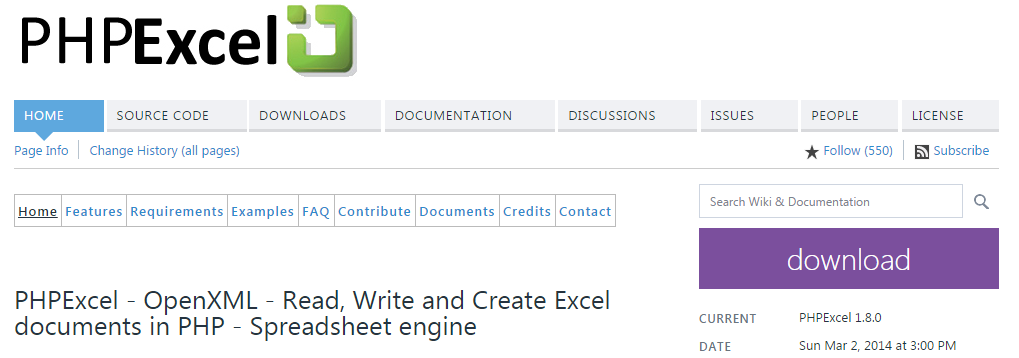 PHPExcel
HOME SOURCE CODE DOWNLOADS DOCUMENTATION DISCUSSIONS ISSUES PEOPLE LICENSE
Page Info Change History (all pages) Follow (550) Subscribe
Home Features Requirements Examples FAQ Contribute Documents Credits Contact
Search Wiki & Documentation
download
PHPExcel - OpenXML - Read, Write and Create Excel
documents in PHP - Spreadsheet engine
CURRENT PHPExcel 1.8.0
DATE Sun Mar 2, 2014 at 3:00 PM